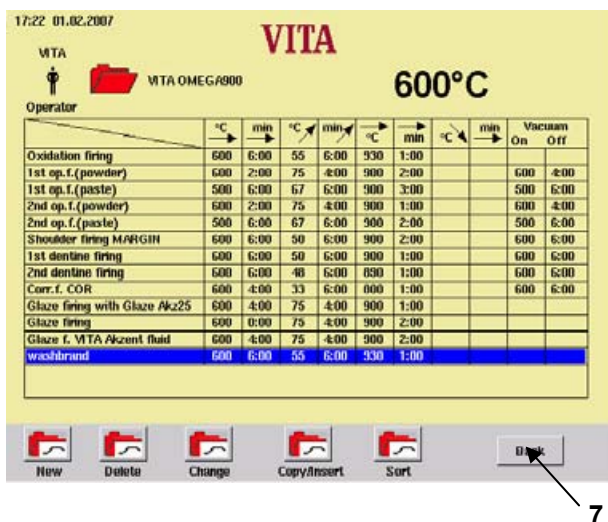 17:22 01.02.2007
VITA
VITA
VITA OMEGA900
600°C
Operator
°C min °C min °C min °C min Vacuum
On Off
Oxidation firing 600 6:00 55 6:00 930 1:00
1st op.f.(powder) 600 2:00 75 4:00 900 2:00 600 4:00
1st op.f.(paste) 500 6:00 67 6:00 900 3:00 500 6:00
2nd op.f.(powder) 600 2:00 75 4:00 900 1:00 600 4:00
2nd op.f.(paste) 500 6:00 67 6:00 900 2:00 500 6:00
Shoulder firing MARGIN 600 6:00 50 6:00 900 2:00 600 6:00
1st dentine firing 600 6:00 50 6:00 900 1:00 600 6:00
2nd dentine firing 600 6:00 48 6:00 890 1:00 600 6:00
Corr.f. COR 600 4:00 33 6:00 000 1:00 600 6:00
Glaze firing with Glaze Akz25 600 4:00 75 4:00 900 1:00
Glaze firing 600 0:00 75 4:00 900 2:00
Glaze f. VITA Akzent fluid 600 4:00 75 4:00 900 2:00
washbrand 600 6:00 55 6:00 930 1:00
New Delete Change Copy/Insert Sort Back
7